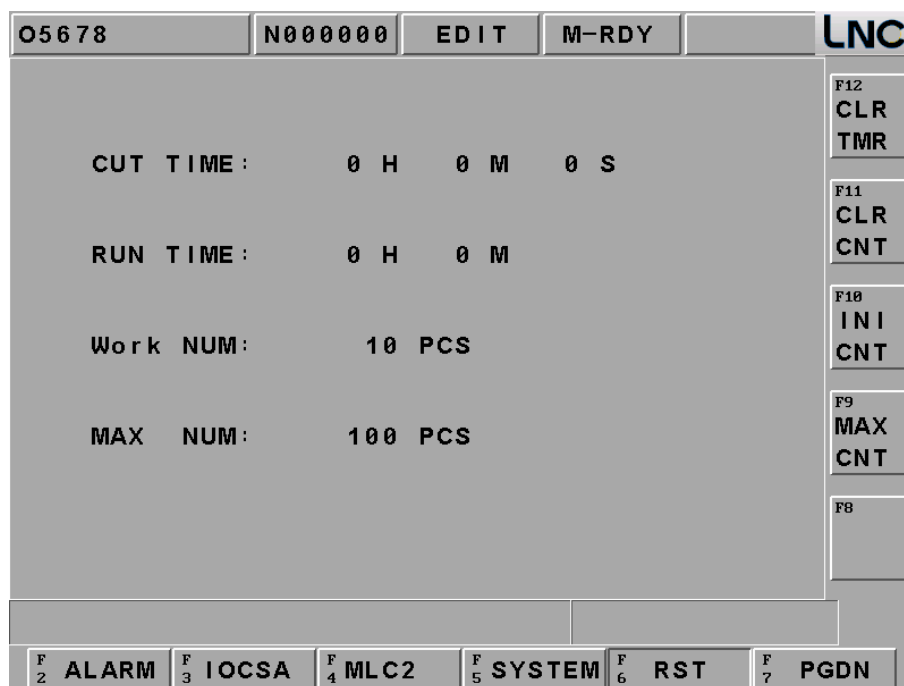 O5678 N000000 EDIT M-RDY LNC
F12
CLR
TMR
CUT TIME: 0 H 0 M 0 S
F11
CLR
CNT
RUN TIME: 0 H 0 M
F10
INI
CNT
Work NUM: 10 PCS
F9
MAX
CNT
MAX NUM: 100 PCS
F8
F2 ALARM F3 IOCSA F4 MLC2 F5 SYSTEM F6 RST F7 PGDN